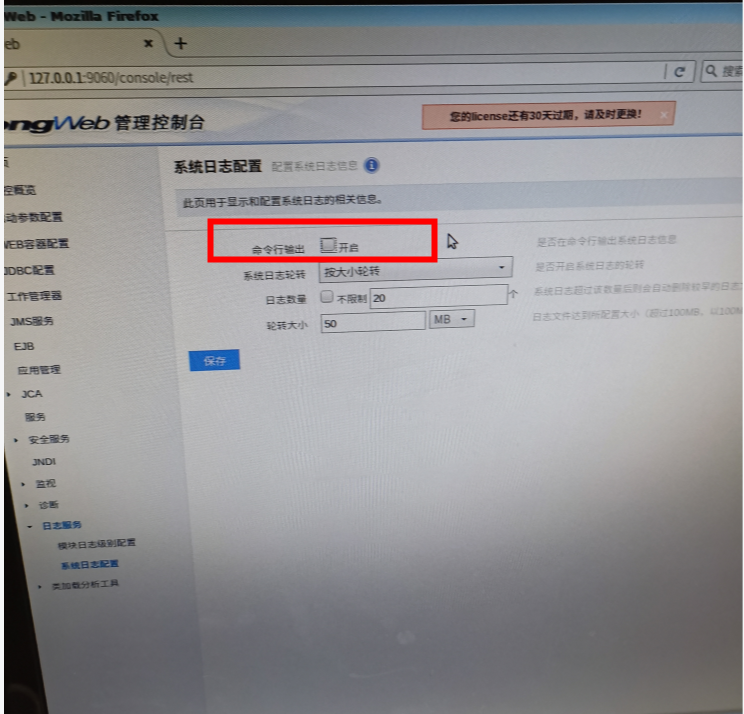 Web - Mozilla Firefox
eb × +
127.0.0.1:9060/console/rest
搜索
ongWeb 管理控制台
您的license还有30天过期，请及时更换！ ×
系统日志配置 配置系统日志信息
此页用于显示和配置系统日志的相关信息。
命令行输出 开启 是否在命令行输出系统日志信息
系统日志轮转 按大小轮转 是否开启系统日志的轮转
日志数量 不限制 20 个 系统日志超过该数量后则会自动删除较早的日志
轮转大小 50 MB 日志文件达到所配置大小（超过100MB，以100M
保存
控概览
动参数配置
WEB容器配置
JDBC配置
工作管理器
JMS服务
EJB
应用管理
JCA
服务
安全服务
JNDI
监视
诊断
日志服务
模块日志级别配置
系统日志配置
类加载分析工具